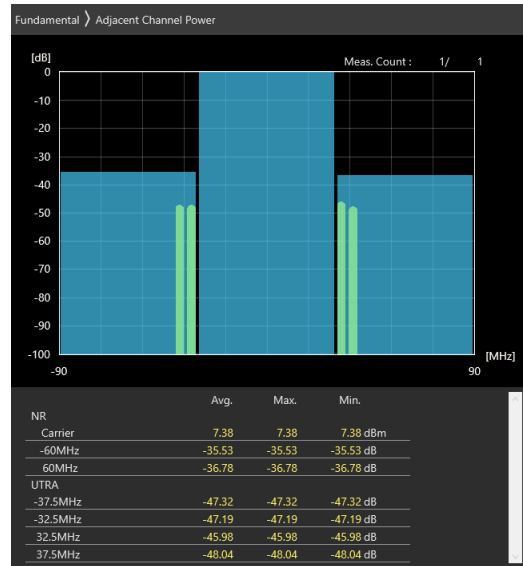 Fundamental 〉 Adjacent Channel Power
[dB]
Meas. Count : 1/ 1
0
-10
-20
-30
-40
-50
-60
-70
-80
-90
-100
[MHz]
-90 90
Avg. Max. Min.
NR
Carrier 7.38 7.38 7.38 dBm
-60MHz -35.53 -35.53 -35.53 dB
60MHz -36.78 -36.78 -36.78 dB
UTRA
-37.5MHz -47.32 -47.32 -47.32 dB
-32.5MHz -47.19 -47.19 -47.19 dB
32.5MHz -45.98 -45.98 -45.98 dB
37.5MHz -48.04 -48.04 -48.04 dB